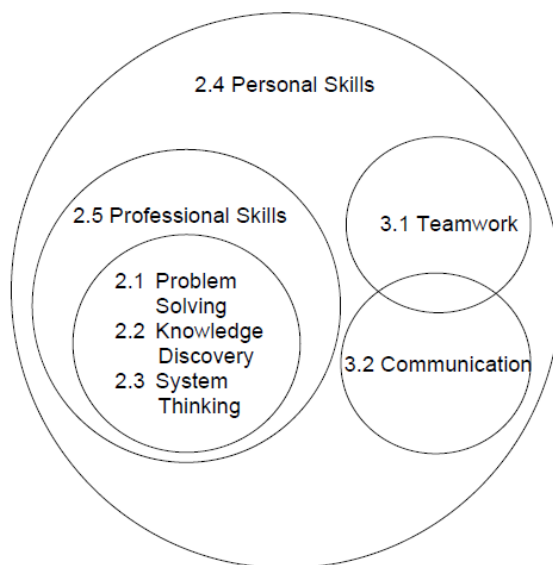 2.4 Personal Skills
2.5 Professional Skills
3.1 Teamwork
2.1 Problem
Solving
2.2 Knowledge
Discovery
2.3 System
Thinking
3.2 Communication